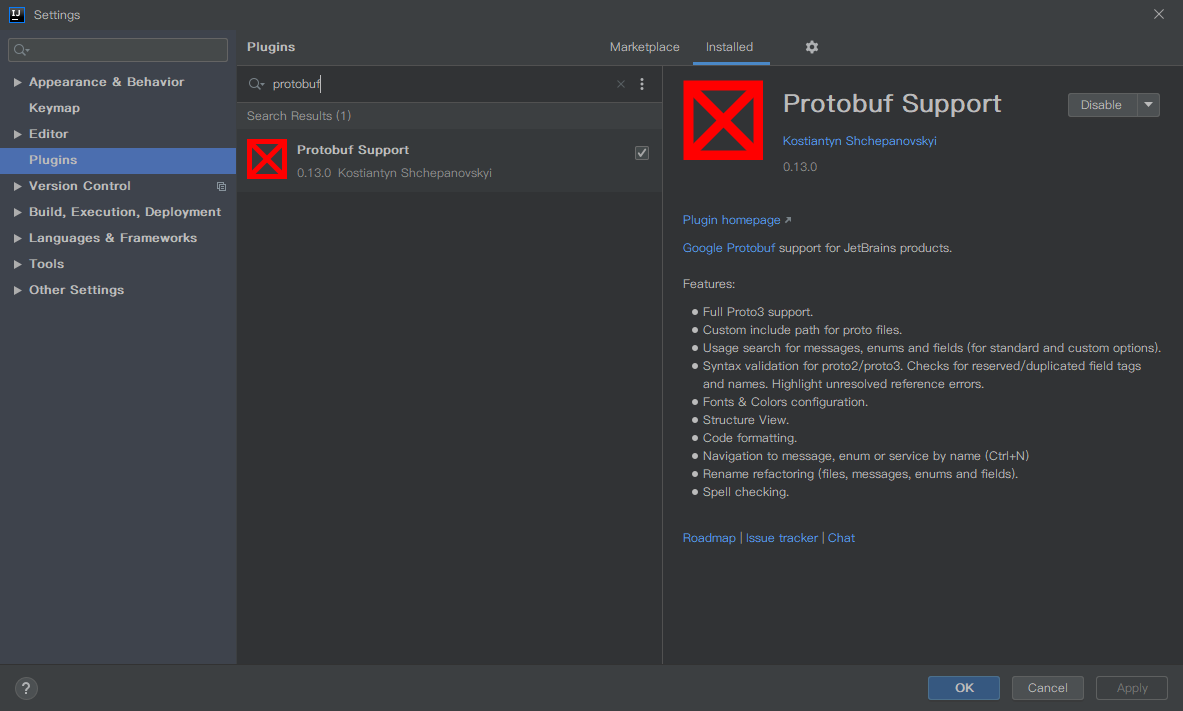 IJ
Settings
Appearance & Behavior
Keymap
Editor
Plugins
Version Control
Build, Execution, Deployment
Languages & Frameworks
Tools
Other Settings
Plugins
Marketplace
Installed
protobuf
Search Results (1)
Protobuf Support
0.13.0 Kostiantyn Shchepanovskyi
Protobuf Support
Disable
Kostiantyn Shchepanovskyi
0.13.0
Plugin homepage ↗
Google Protobuf support for JetBrains products.
Features:
● Full Proto3 support.
● Custom include path for proto files.
● Usage search for messages, enums and fields (for standard and custom options).
● Syntax validation for proto2/proto3. Checks for reserved/duplicated field tags
and names. Highlight unresolved reference errors.
● Fonts & Colors configuration.
● Structure View.
● Code formatting.
● Navigation to message, enum or service by name (Ctrl+N)
● Rename refactoring (files, messages, enums and fields).
● Spell checking.
Roadmap | Issue tracker | Chat
?
OK
Cancel
Apply